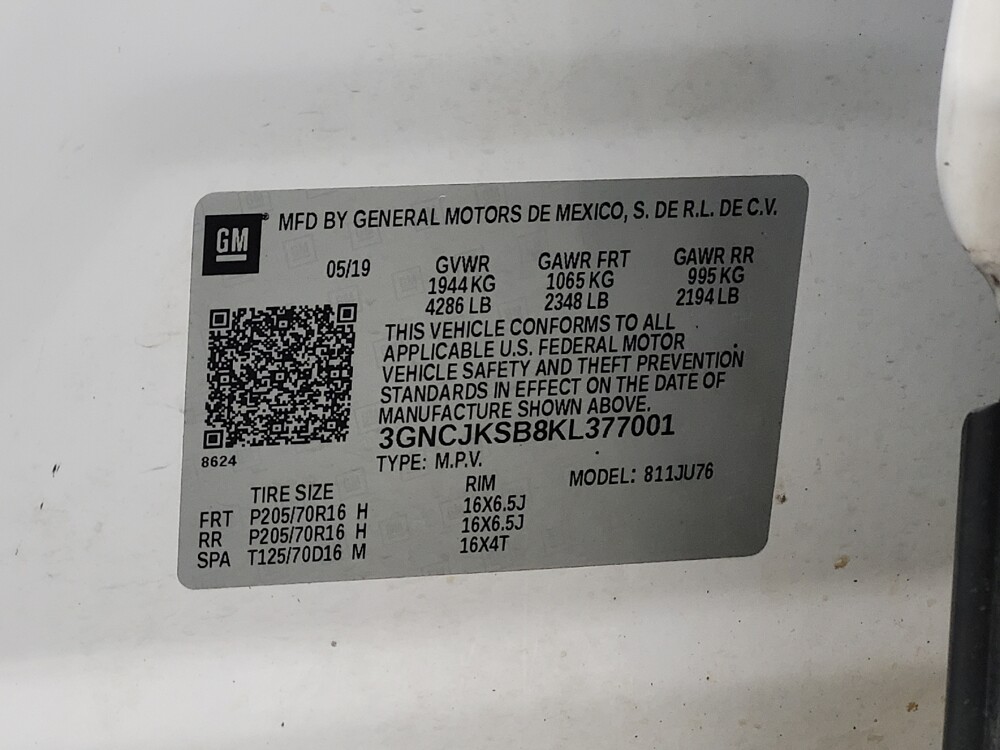 GM
MFD BY GENERAL MOTORS DE MEXICO, S. DE R.L. DE C.V.
05/19 GVWR GAWR FRT GAWR RR
1944 KG 1065 KG 995 KG
4286 LB 2348 LB 2194 LB
THIS VEHICLE CONFORMS TO ALL
APPLICABLE U.S. FEDERAL MOTOR
VEHICLE SAFETY AND THEFT PREVENTION
STANDARDS IN EFFECT ON THE DATE OF
MANUFACTURE SHOWN ABOVE.
3GNCJKSB8KL377001
8624
TYPE: M.P.V. MODEL: 811JU76
TIRE SIZE RIM
FRT P205/70R16 H 16X6.5J
RR P205/70R16 H 16X6.5J
SPA T125/70D16 M 16X4T